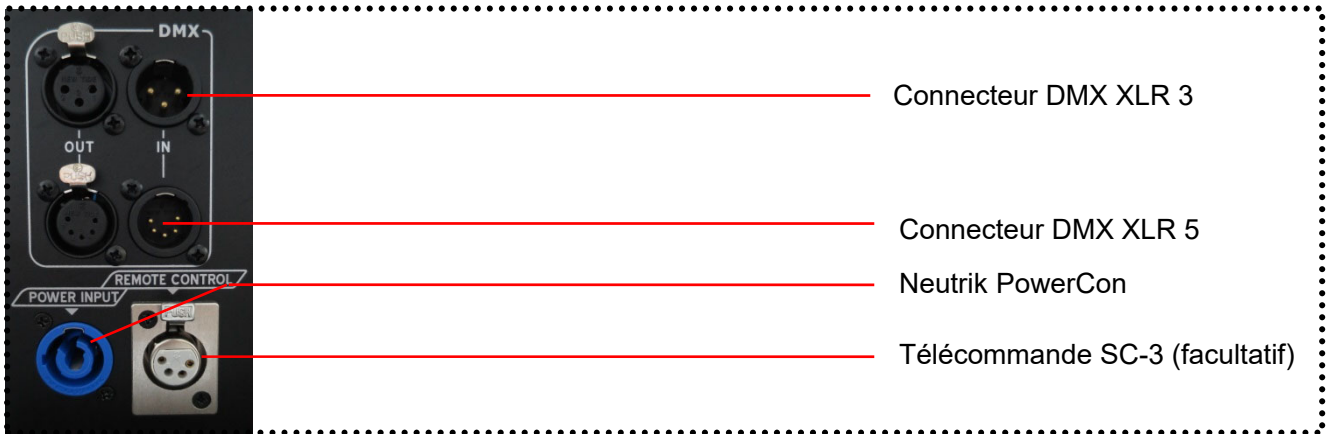 PUSH
DMX
Connecteur DMX XLR 3
OUT
IN
PUSH
Connecteur DMX XLR 5
REMOTE CONTROL
Neutrik PowerCon
POWER INPUT
PUSH
Télécommande SC-3 (facultatif)